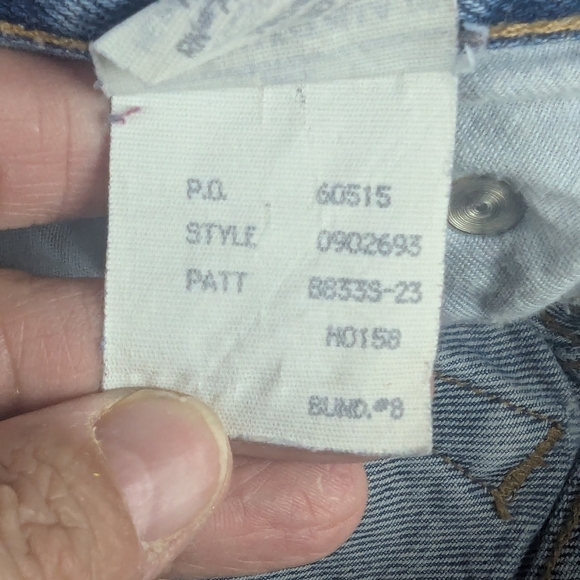 P.O. 60515
STYLE 0902693
PATT B833S-23
H0158
BUND.#8